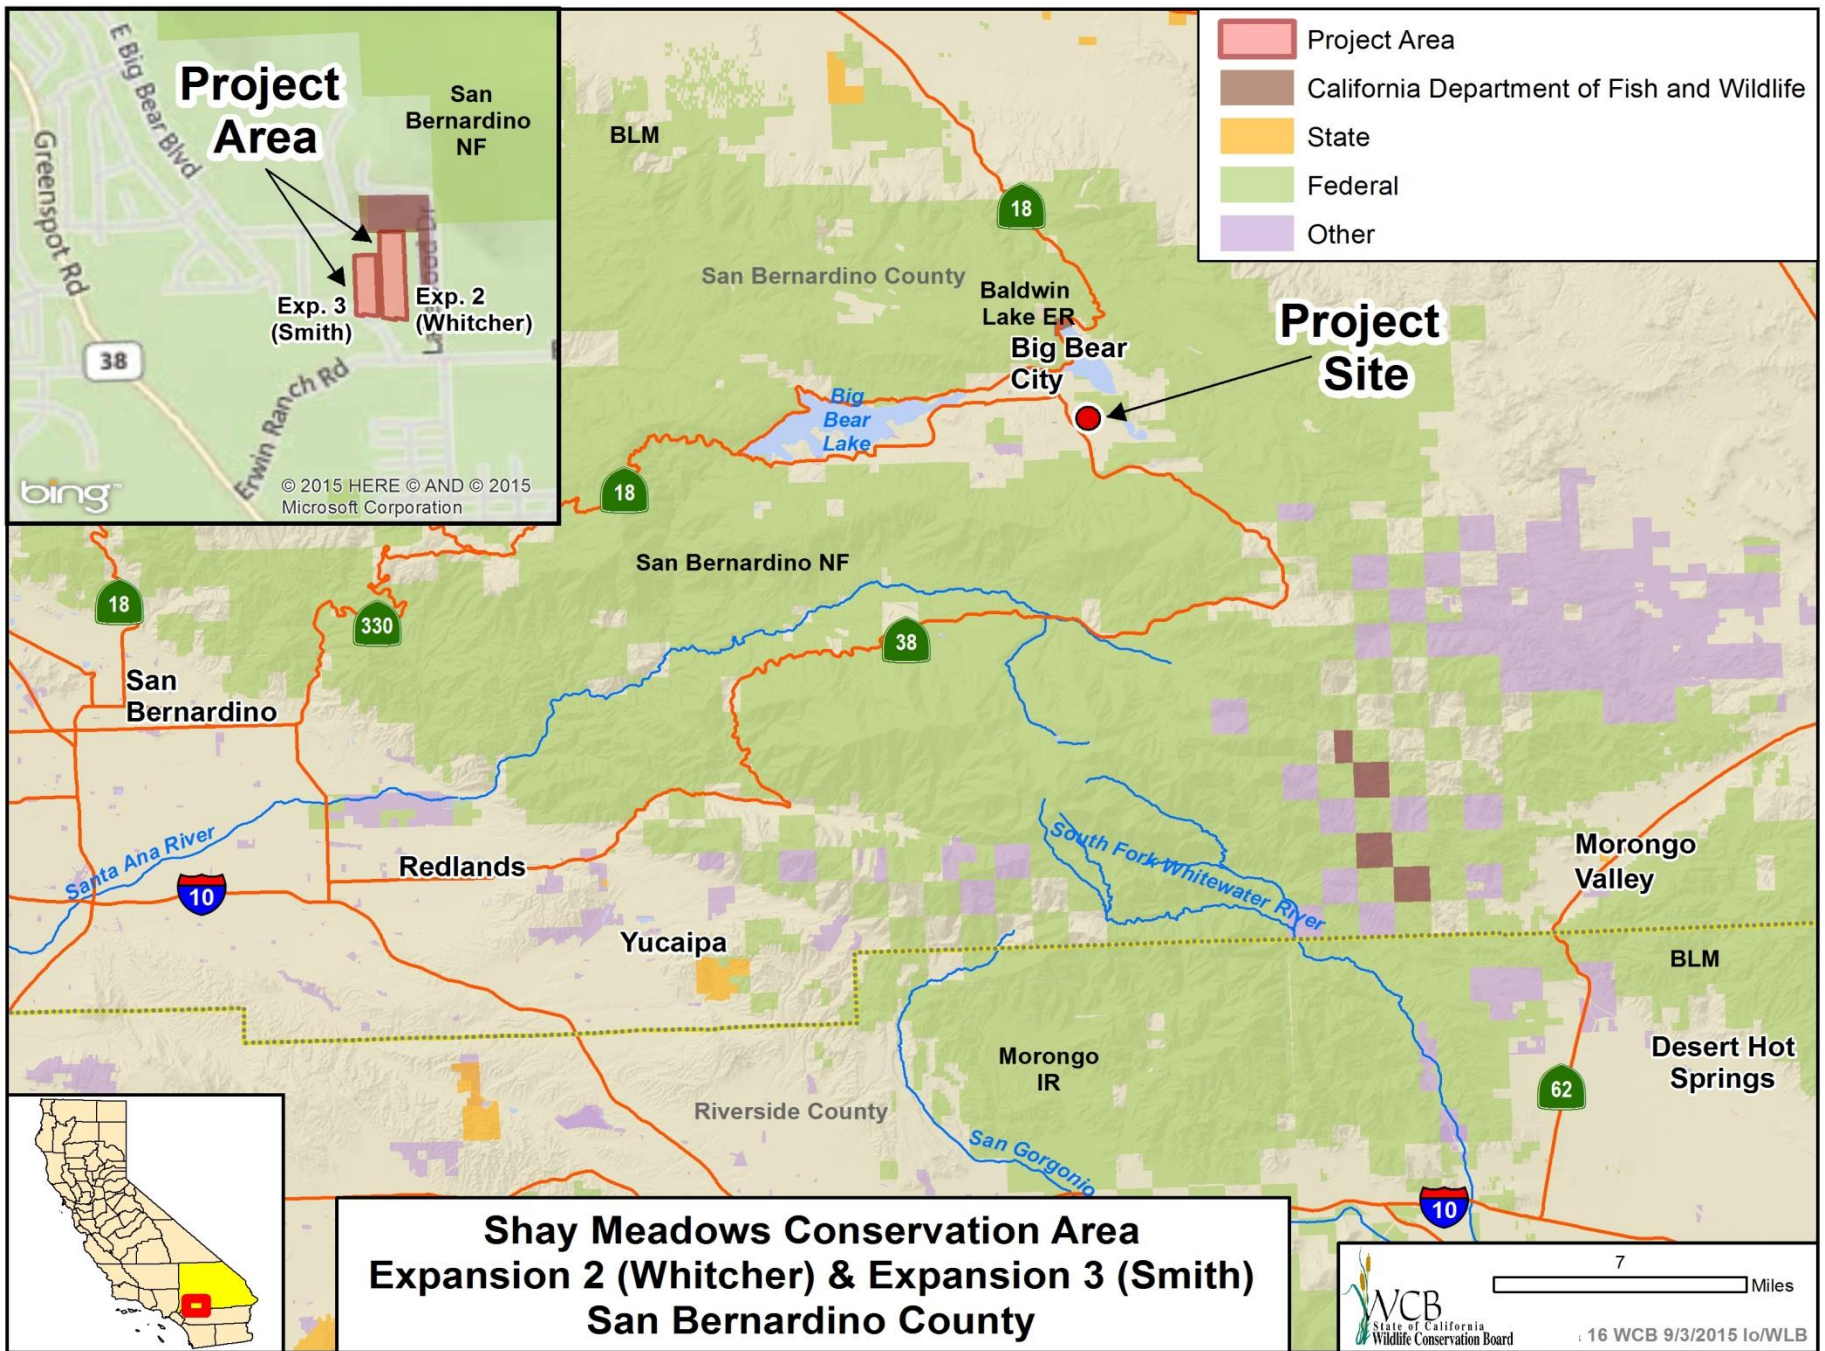 Project
Area
San
Bernardino
NF
E Big Bear Blvd
Greenspot Rd
38
Exp. 3
(Smith)
Exp. 2
(Whitcher)
Erwin Ranch Rd
bing™
© 2015 HERE © AND © 2015
Microsoft Corporation
Project Area
California Department of Fish and Wildlife
State
Federal
Other
BLM
18
San Bernardino County
Baldwin
Lake ER
Big Bear
City
Project
Site
Big
Bear
Lake
18
San Bernardino NF
18
330
38
San
Bernardino
Santa Ana River
10
Redlands
South Fork Whitewater River
Morongo
Valley
Yucaipa
BLM
Morongo
IR
Desert Hot
Springs
62
Riverside County
San Gorgonio
10
Shay Meadows Conservation Area
Expansion 2 (Whitcher) & Expansion 3 (Smith)
San Bernardino County
7
Miles
WCB
State of California
Wildlife Conservation Board
16 WCB 9/3/2015 lo/WLB